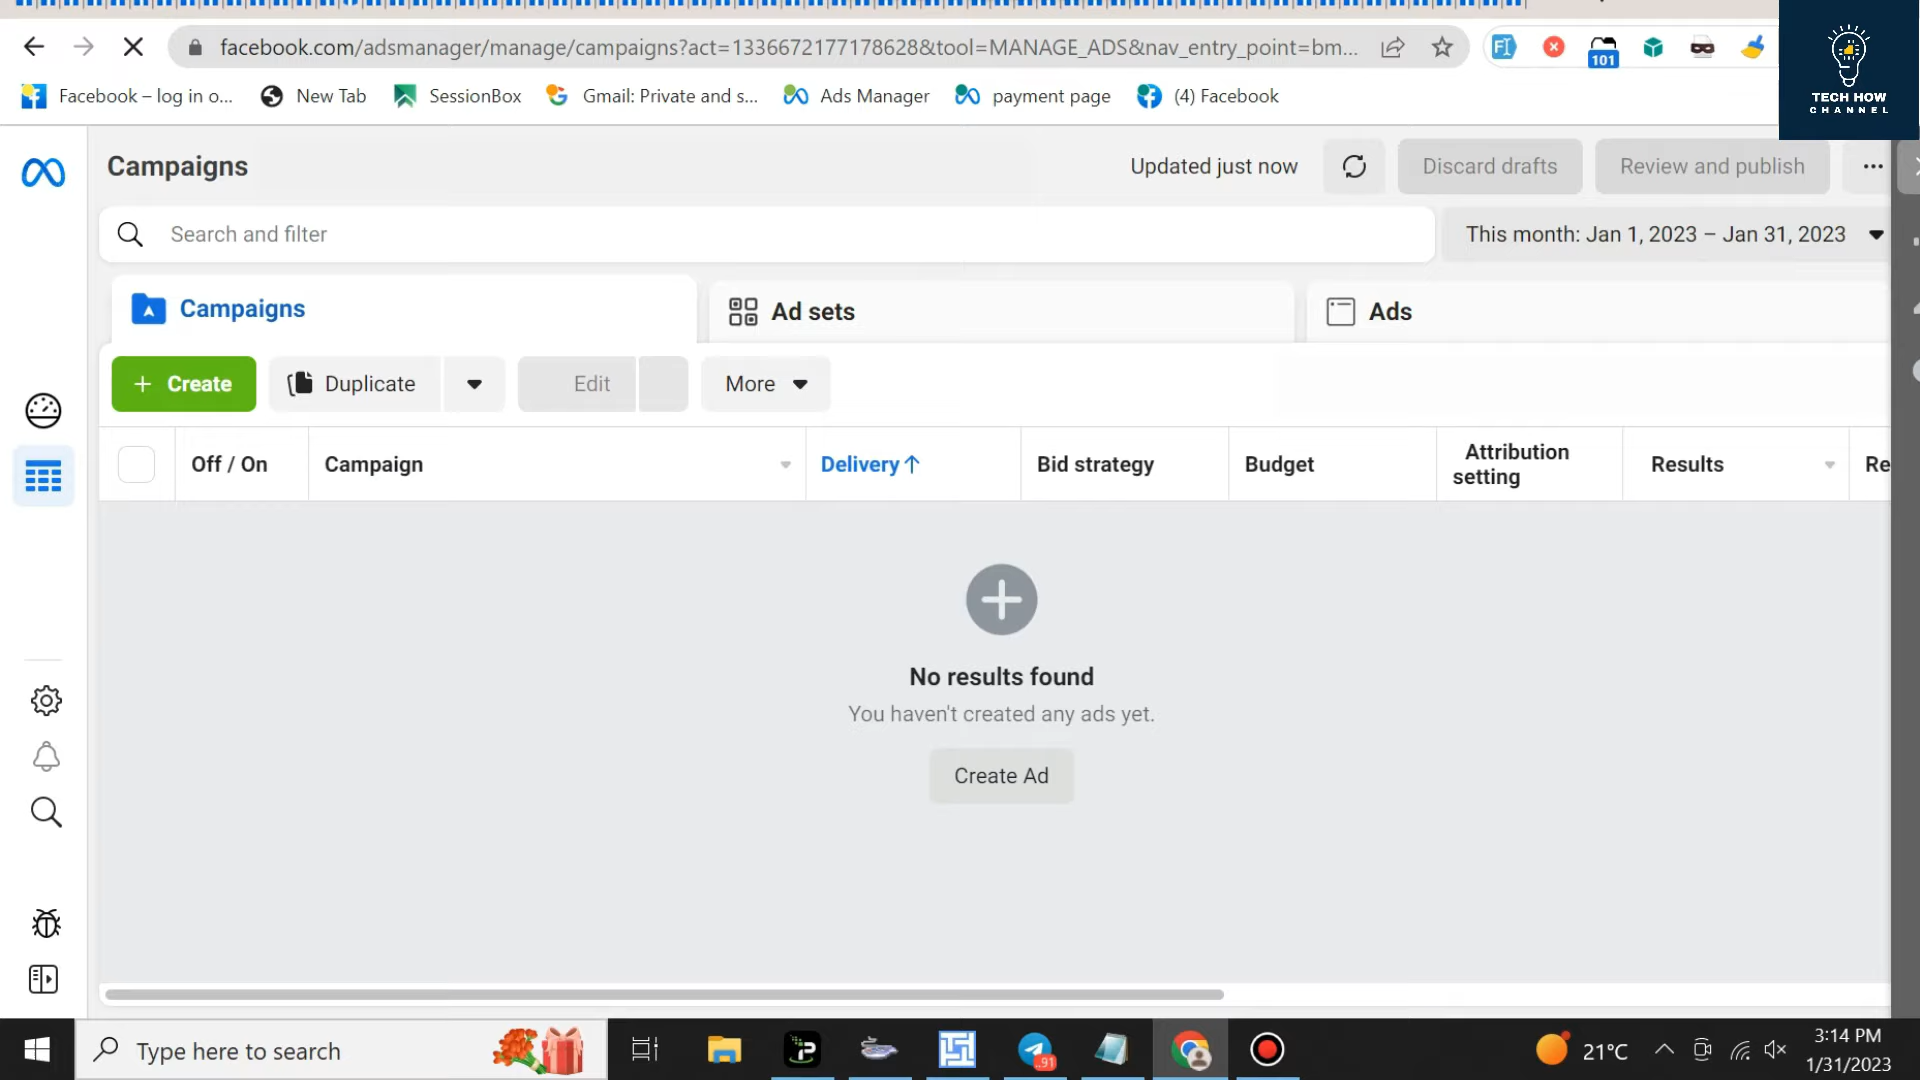 facebook.com/adsmanager/manage/campaigns?act=1336672177178628&tool=MANAGE_ADS&nav_entry_point=bm...
101
TECH HOW
CHANNEL
Facebook – log in o...
New Tab
SessionBox
Gmail: Private and s...
Ads Manager
payment page
(4) Facebook
Campaigns
Updated just now
Discard drafts
Review and publish
Search and filter
This month: Jan 1, 2023 – Jan 31, 2023
Campaigns
Ad sets
Ads
+ Create
Duplicate
Edit
More
Off / On
Campaign
Delivery ↑
Bid strategy
Budget
Attribution
setting
Results
Re
No results found
You haven't created any ads yet.
Create Ad
Type here to search
91
21°C
3:14 PM
1/31/2023